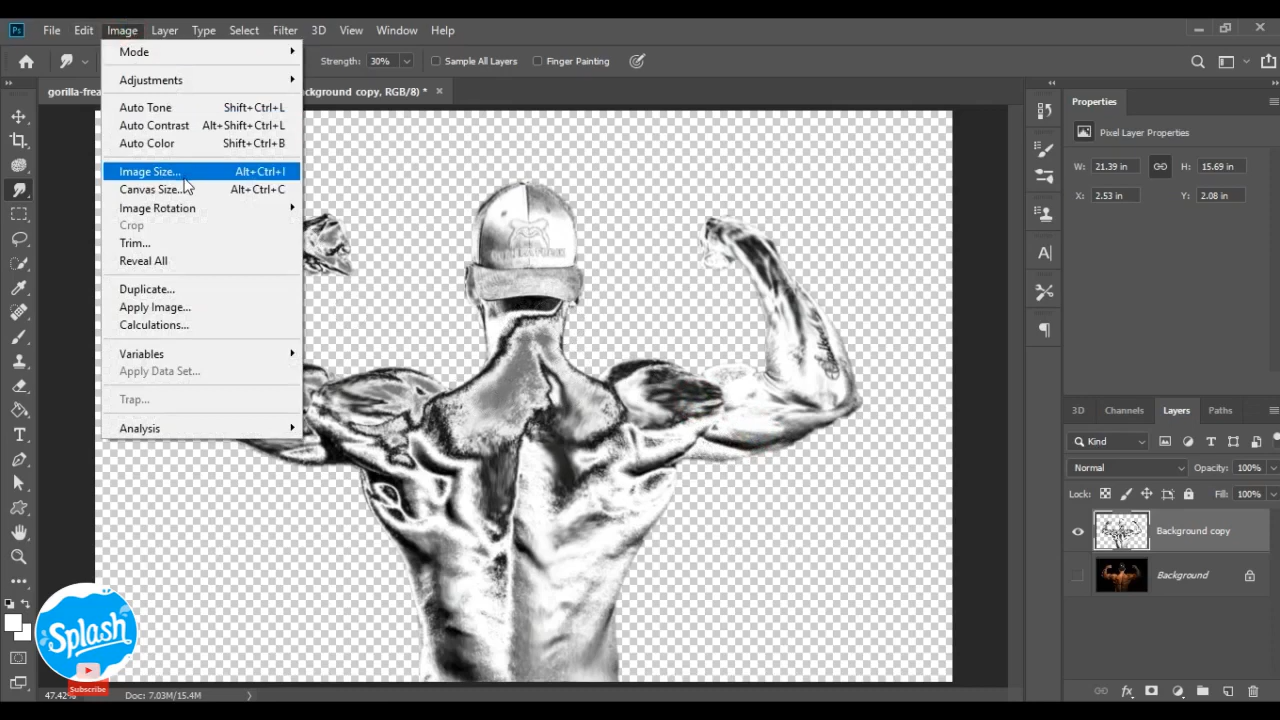 Ps File Edit Image Layer Type Select Filter 3D View Window Help
Strength: 30% Sample All Layers Finger Painting
gorilla-frea ackground copy, RGB/8) * ×
Mode
Adjustments
Auto Tone Shift+Ctrl+L
Auto Contrast Alt+Shift+Ctrl+L
Auto Color Shift+Ctrl+B
Image Size... Alt+Ctrl+I
Canvas Size... Alt+Ctrl+C
Image Rotation
Crop
Trim...
Reveal All
Duplicate...
Apply Image...
Calculations...
Variables
Apply Data Set...
Trap...
Analysis
Properties
Pixel Layer Properties
W: 21.39 in H: 15.69 in
X: 2.53 in Y: 2.08 in
3D Channels Layers Paths
Kind
Normal Opacity: 100%
Lock: Fill: 100%
Background copy
Background
Splash
Subscribe
47.42% Doc: 7.03M/15.4M